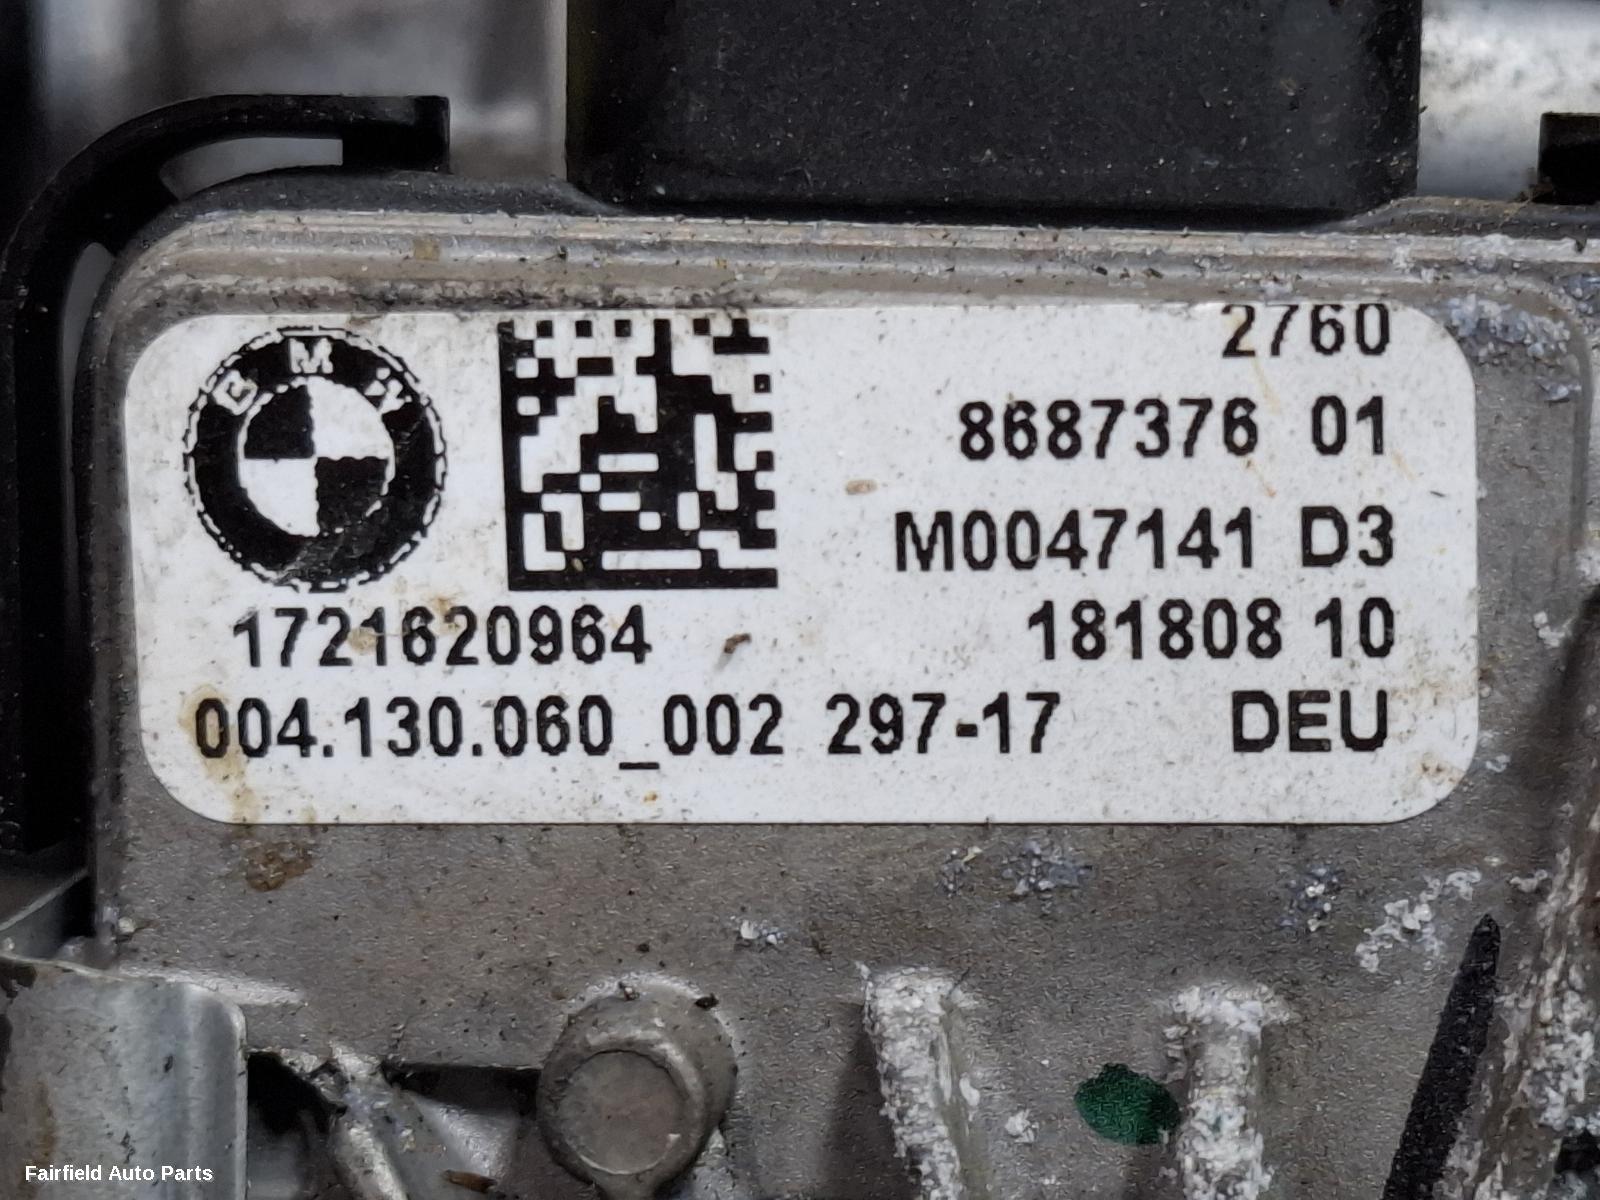 BMW
2760
8687376 01
M0047141 D3
1721620964 181808 10
004.130.060_002 297-17 DEU
Fairfield Auto Parts